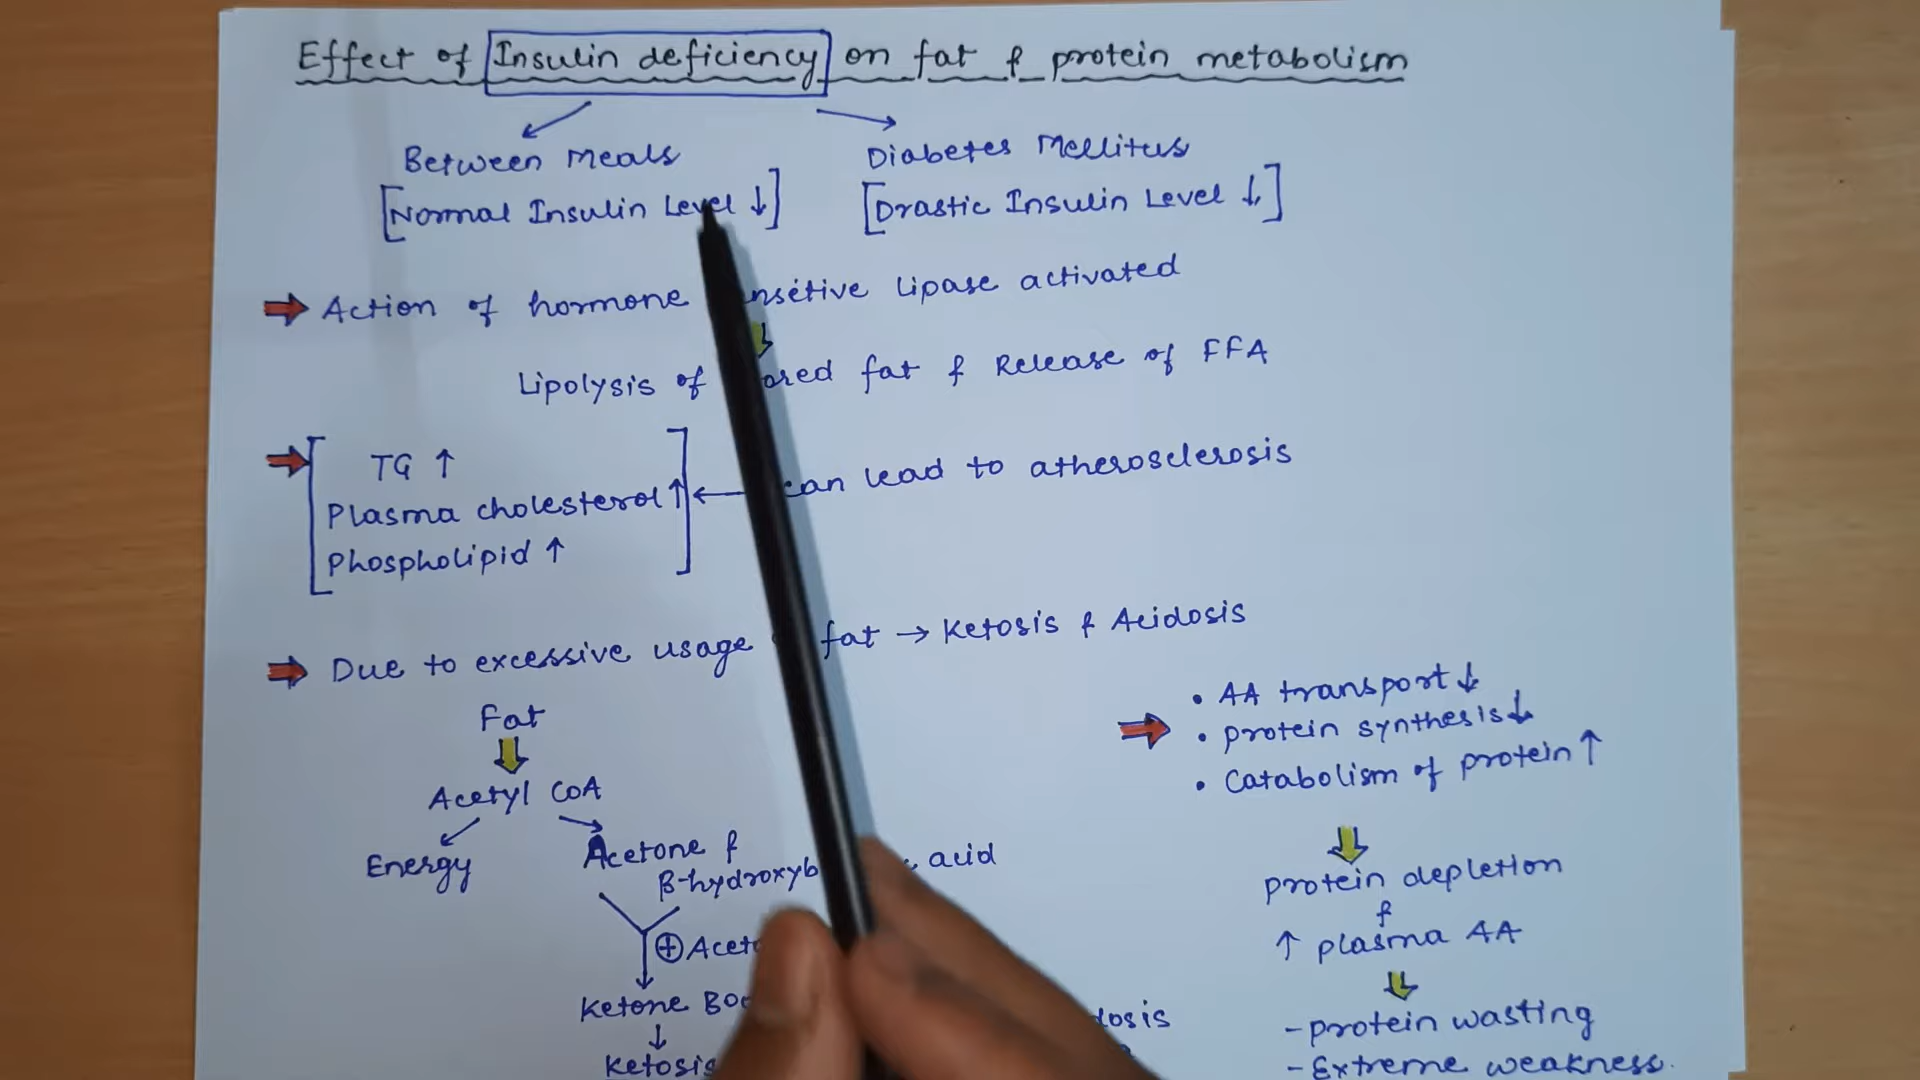 Effect of Insulin deficiency on fat & protein metabolism
Between Meals
[Normal Insulin Level ↓]
Diabetes Mellitus
[Drastic Insulin Level ↓]
Action of hormone lipase activated
Lipolysis of fat & Release of FFA
TG ↑
Plasma cholesterol ↑
Phospholipid ↑
← can lead to atherosclerosis
Due to excessive usage fat → Ketosis & Acidosis
Fat
Acetyl CoA
Energy
Acetone &
acid
⊕
Ketone
↓
Ketosis
• AA transport ↓
• Protein synthesis ↓
• Catabolism of protein ↑
protein depletion
&
↑ plasma AA
- protein wasting
- Extreme weakness.